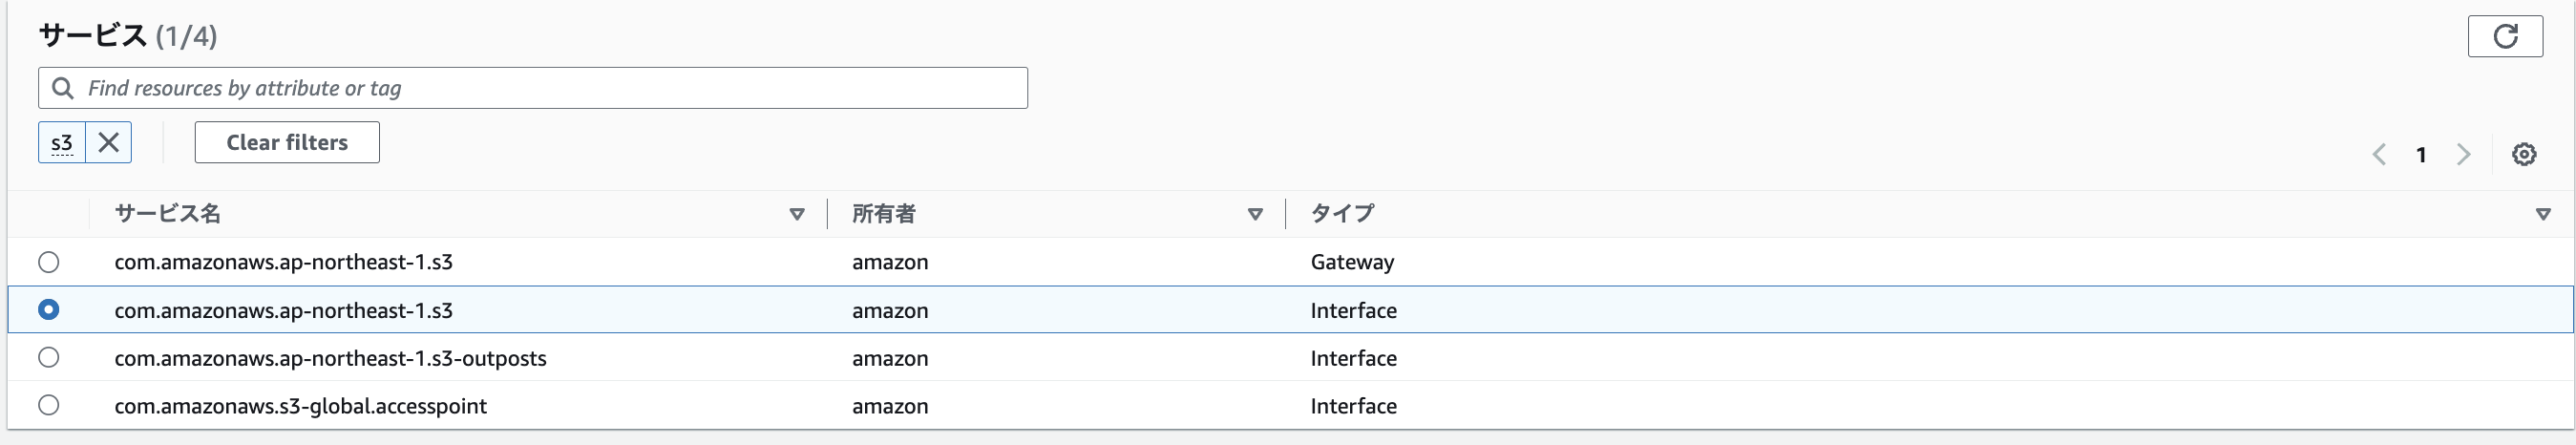 サービス (1/4)
Find resources by attribute or tag
s3 Clear filters
1
サービス名 所有者 タイプ
com.amazonaws.ap-northeast-1.s3 amazon Gateway
com.amazonaws.ap-northeast-1.s3 amazon Interface
com.amazonaws.ap-northeast-1.s3-outposts amazon Interface
com.amazonaws.s3-global.accesspoint amazon Interface